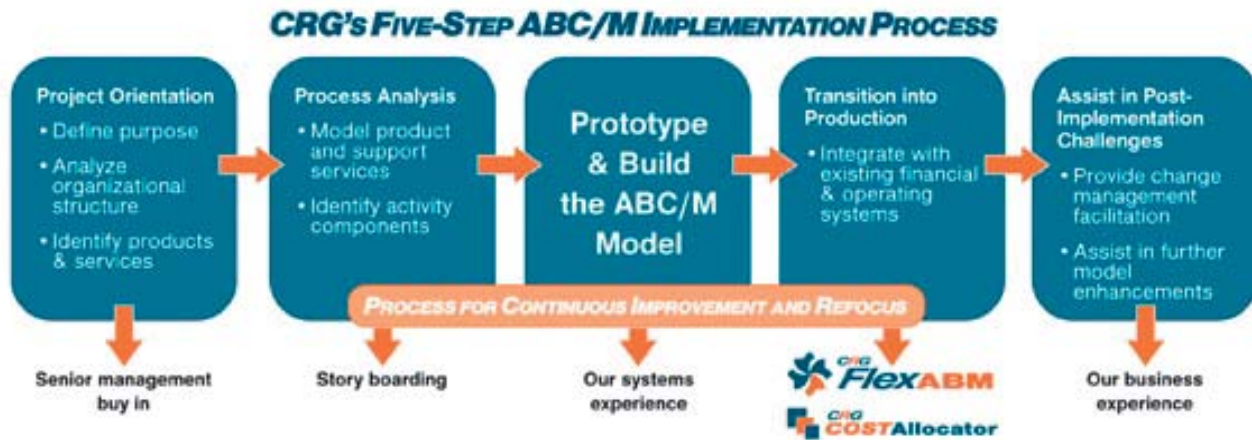 CRG's Five-Step ABC/M Implementation Process
Project Orientation
• Define purpose
• Analyze
organizational
structure
• Identify products
& services
Process Analysis
• Model product
and support
services
• Identify activity
components
Prototype
& Build
the ABC/M
Model
Transition into
Production
• Integrate with
existing financial
& operating
systems
Assist in Post-
Implementation
Challenges
• Provide change
management
facilitation
• Assist in further
model
enhancements
Process for Continuous Improvement and Refocus
Senior management
buy in
Story boarding
Our systems
experience
CRG
FlexABM
CRG
COSTAllocator
Our business
experience